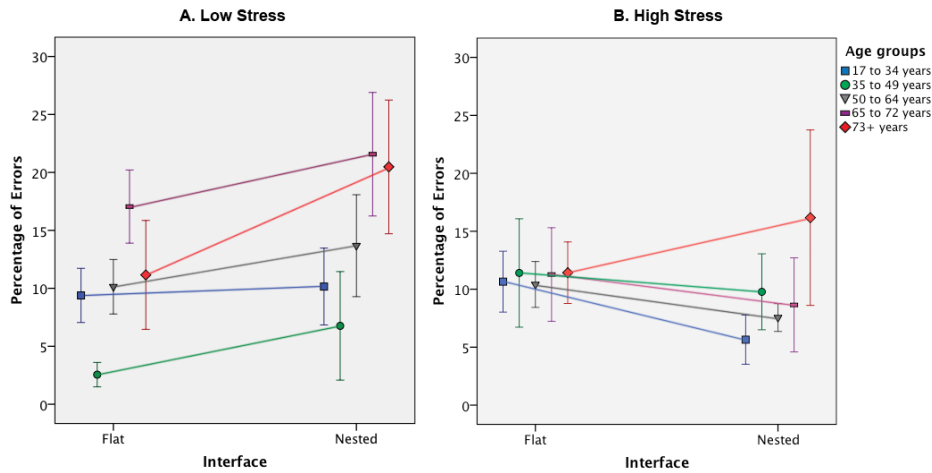 A. Low Stress
B. High Stress
Percentage of Errors
30
25
20
15
10
5
0
Flat
Nested
Interface
Percentage of Errors
30
25
20
15
10
5
0
Flat
Nested
Interface
Age groups
17 to 34 years
35 to 49 years
50 to 64 years
65 to 72 years
73+ years